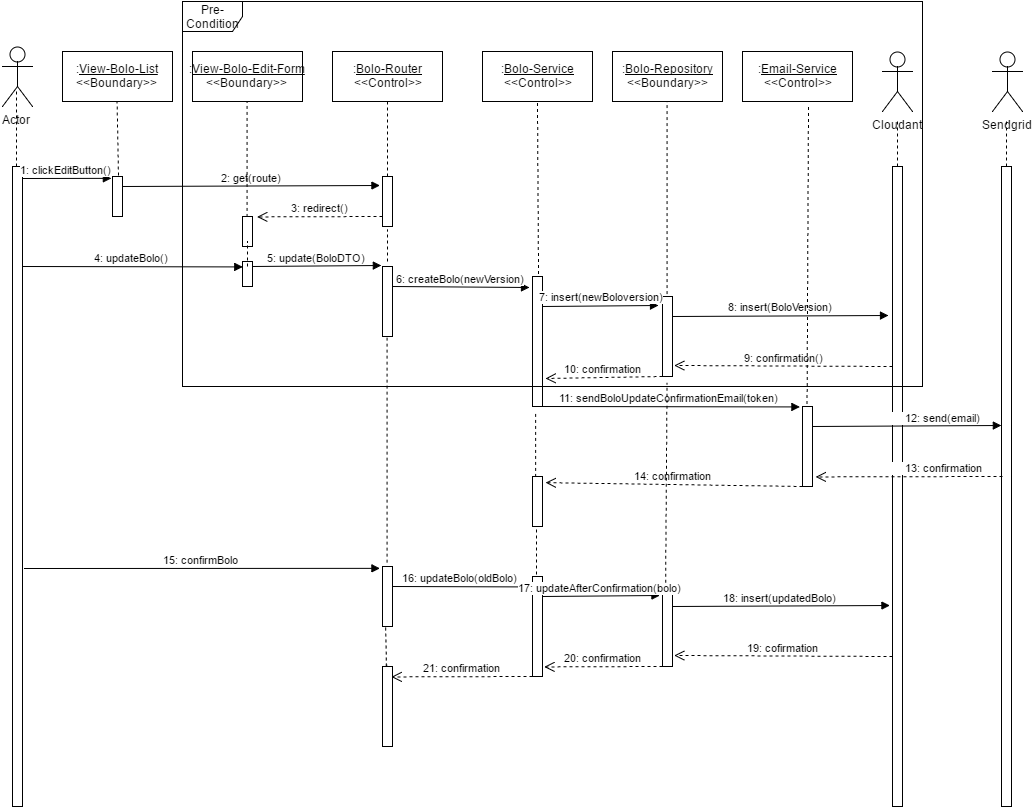 Pre-
Condition
:View-Bolo-List
<<Boundary>>
:View-Bolo-Edit-Form
<<Boundary>>
:Bolo-Router
<<Control>>
:Bolo-Service
<<Control>>
:Bolo-Repository
<<Boundary>>
:Email-Service
<<Control>>
Actor
Cloudant
Sendgrid
1: clickEditButton()
2: get(route)
3: redirect()
4: updateBolo()
5: update(BoloDTO)
6: createBolo(newVersion)
7: insert(newBoloversion)
8: insert(BoloVersion)
9: confirmation()
10: confirmation
11: sendBoloUpdateConfirmationEmail(token)
12: send(email)
13: confirmation
14: confirmation
15: confirmBolo
16: updateBolo(oldBolo)
17: updateAfterConfirmation(bolo)
18: insert(updatedBolo)
19: cofirmation
20: confirmation
21: confirmation